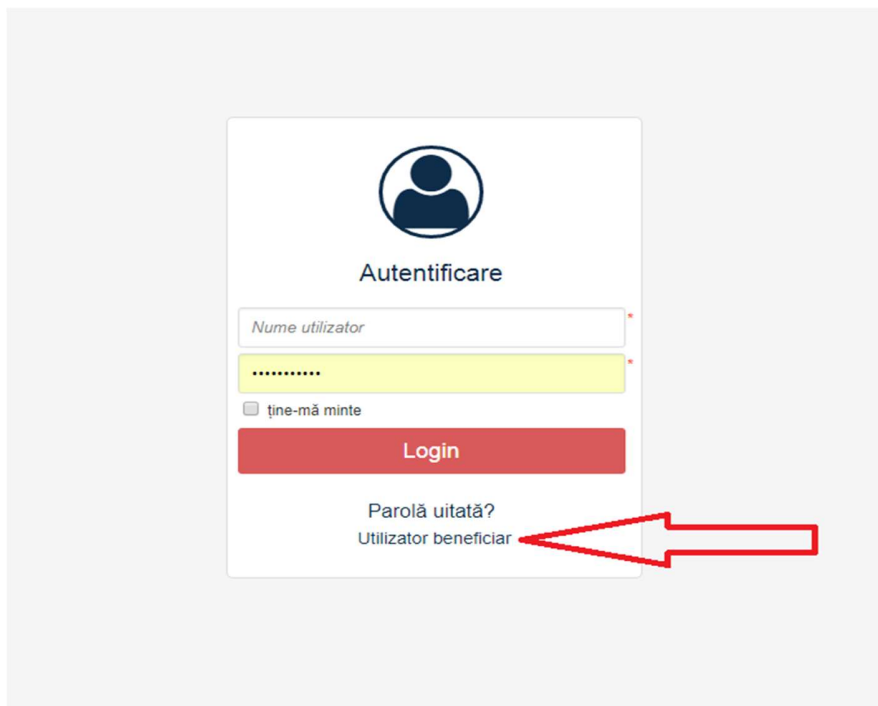 Autentificare
Nume utilizator *
••••••••••• *
ține-mă minte
Login
Parolă uitată?
Utilizator beneficiar